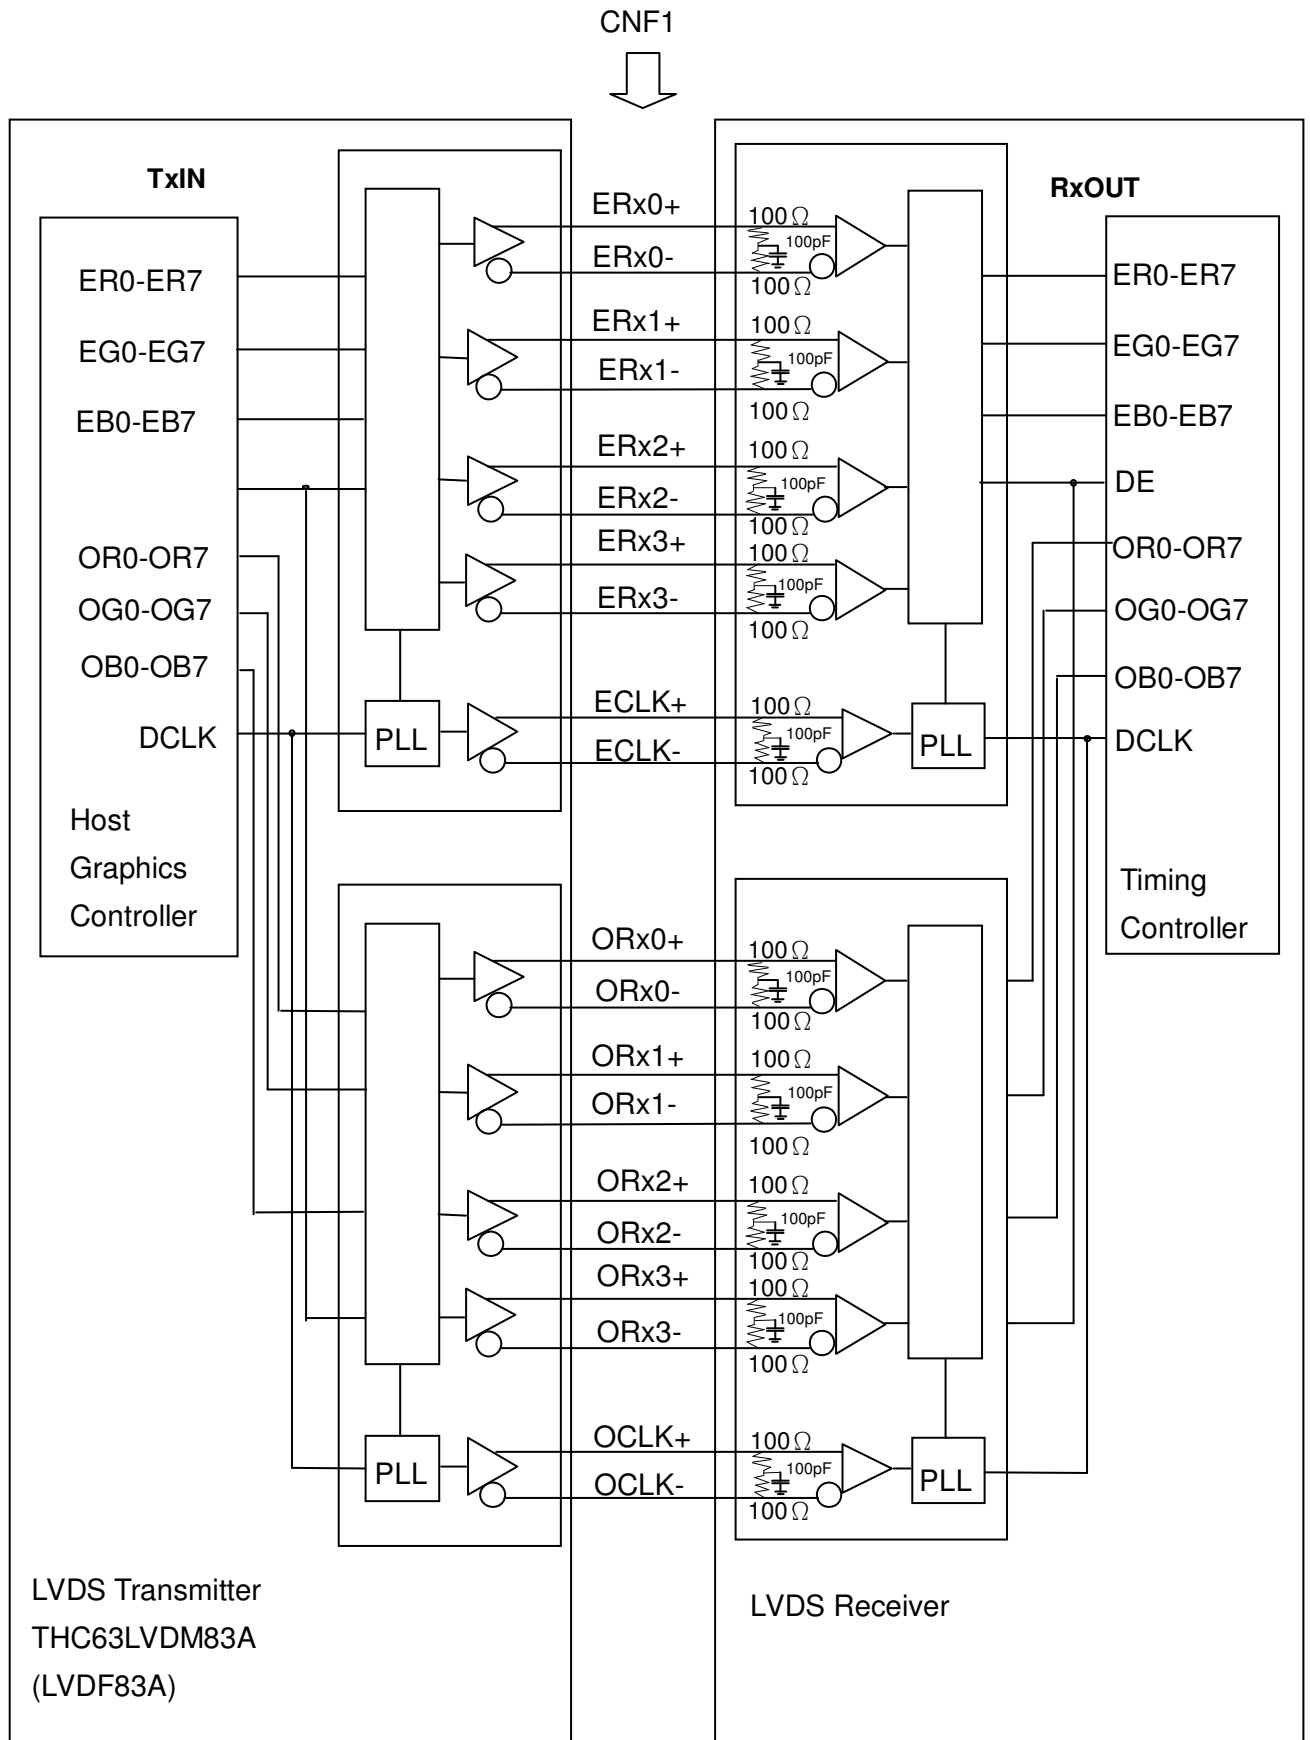 CNF1
TxIN
RxOUT
ER0-ER7
EG0-EG7
EB0-EB7
OR0-OR7
OG0-OG7
OB0-OB7
DCLK
Host
Graphics
Controller
PLL
ERx0+
ERx0-
ERx1+
ERx1-
ERx2+
ERx2-
ERx3+
ERx3-
ECLK+
ECLK-
100Ω
100pF
100Ω
100Ω
100pF
100Ω
100Ω
100pF
100Ω
100Ω
100pF
100Ω
100Ω
100pF
100Ω
PLL
ER0-ER7
EG0-EG7
EB0-EB7
DE
OR0-OR7
OG0-OG7
OB0-OB7
DCLK
Timing
Controller
PLL
ORx0+
ORx0-
ORx1+
ORx1-
ORx2+
ORx2-
ORx3+
ORx3-
OCLK+
OCLK-
100Ω
100pF
100Ω
100Ω
100pF
100Ω
100Ω
100pF
100Ω
100Ω
100pF
100Ω
100Ω
100pF
100Ω
PLL
LVDS Transmitter
THC63LVDM83A
(LVDF83A)
LVDS Receiver